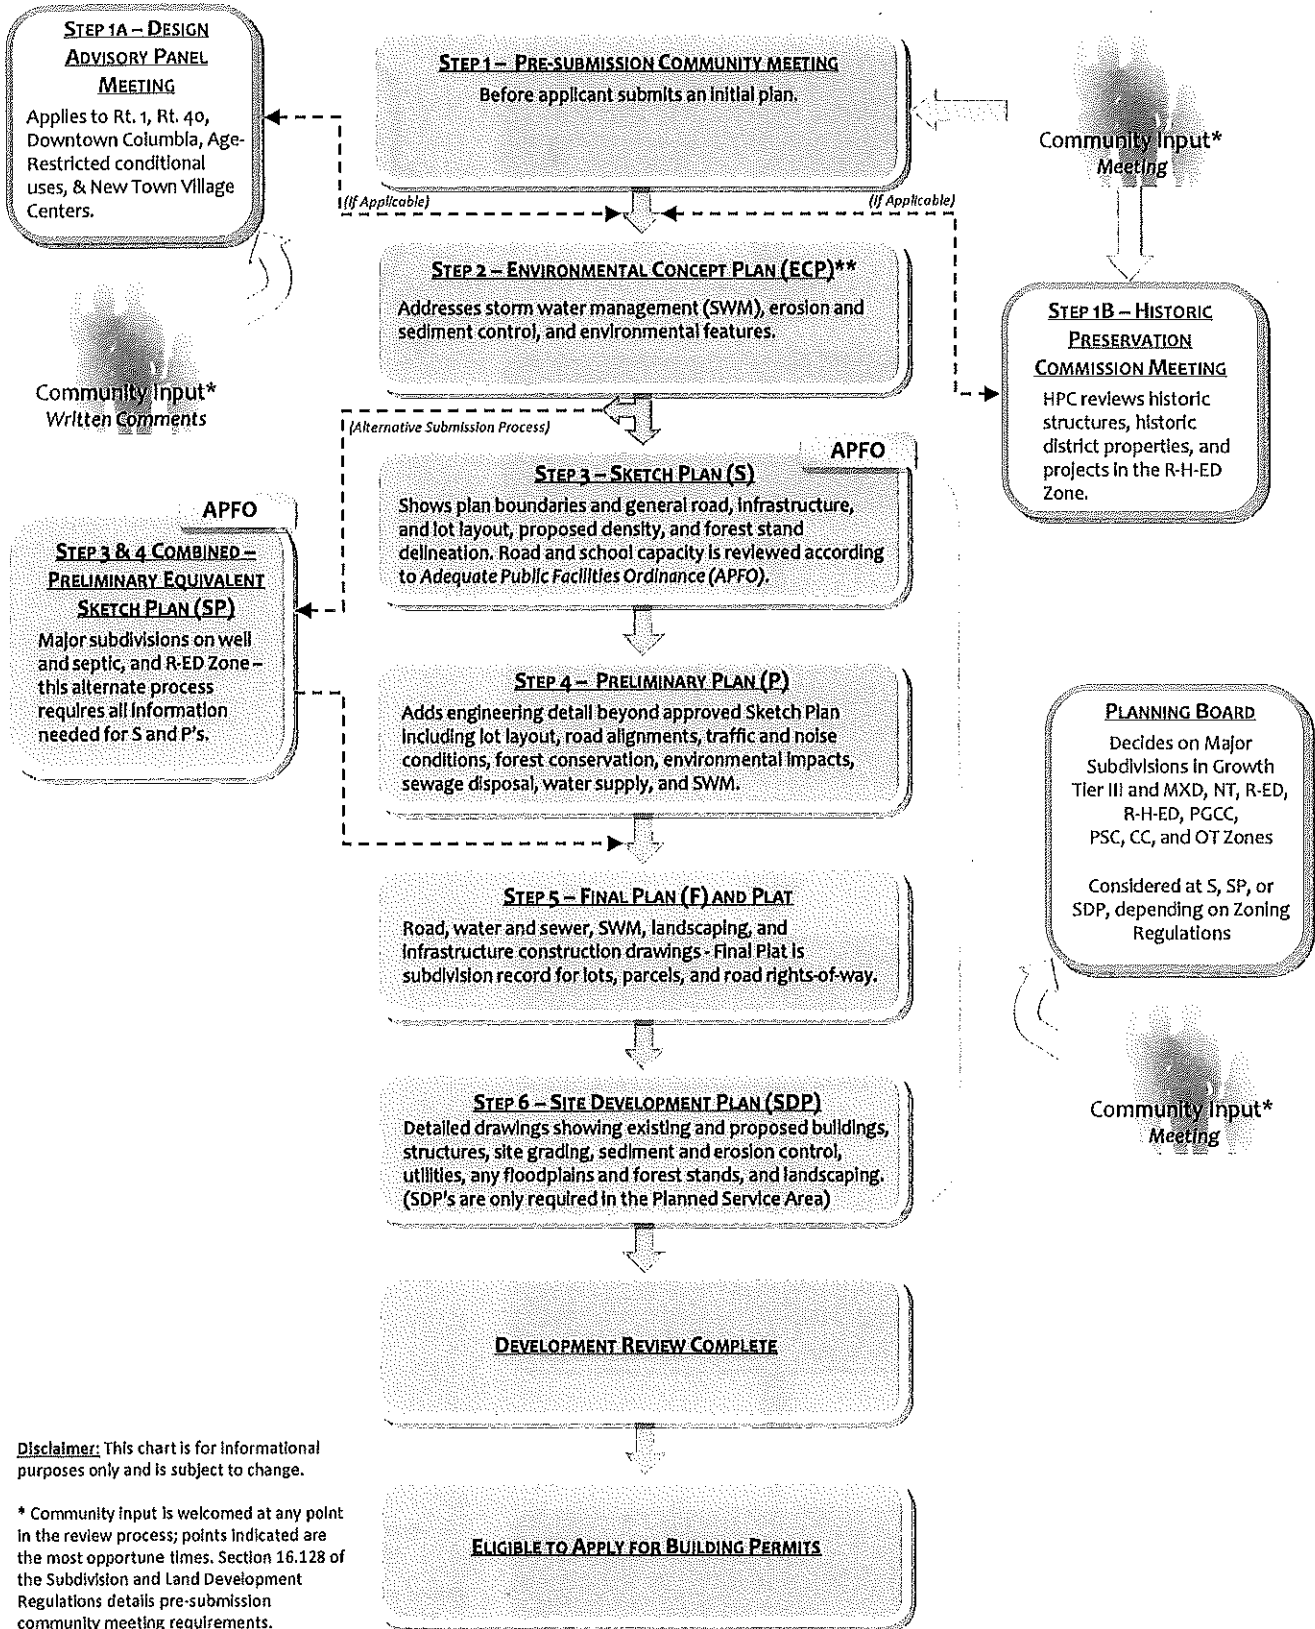 STEP 1A – DESIGN
ADVISORY PANEL
MEETING
Applies to Rt. 1, Rt. 40,
Downtown Columbia, Age-
Restricted conditional
uses, & New Town Village
Centers.
STEP 1 – PRE-SUBMISSION COMMUNITY MEETING
Before applicant submits an initial plan.
Community Input*
Meeting
(If Applicable)
(If Applicable)
STEP 2 – ENVIRONMENTAL CONCEPT PLAN (ECP)**
Addresses storm water management (SWM), erosion and
sediment control, and environmental features.
Community Input*
Written Comments
STEP 1B – HISTORIC
PRESERVATION
COMMISSION MEETING
HPC reviews historic
structures, historic
district properties, and
projects in the R-H-ED
Zone.
(Alternative Submission Process)
APFO
STEP 3 – SKETCH PLAN (S)
Shows plan boundaries and general road, infrastructure,
and lot layout, proposed density, and forest stand
delineation. Road and school capacity is reviewed according
to Adequate Public Facilities Ordinance (APFO).
APFO
STEP 3 & 4 COMBINED –
PRELIMINARY EQUIVALENT
SKETCH PLAN (SP)
Major subdivisions on well
and septic, and R-ED Zone –
this alternate process
requires all information
needed for S and P's.
STEP 4 – PRELIMINARY PLAN (P)
Adds engineering detail beyond approved Sketch Plan
including lot layout, road alignments, traffic and noise
conditions, forest conservation, environmental impacts,
sewage disposal, water supply, and SWM.
PLANNING BOARD
Decides on Major
Subdivisions in Growth
Tier III and MXD, NT, R-ED,
R-H-ED, PGCC,
PSC, CC, and OT Zones
Considered at S, SP, or
SDP, depending on Zoning
Regulations
STEP 5 – FINAL PLAN (F) AND PLAT
Road, water and sewer, SWM, landscaping, and
infrastructure construction drawings - Final Plat is
subdivision record for lots, parcels, and road rights-of-way.
STEP 6 – SITE DEVELOPMENT PLAN (SDP)
Detailed drawings showing existing and proposed buildings,
structures, site grading, sediment and erosion control,
utilities, any floodplains and forest stands, and landscaping.
(SDP's are only required in the Planned Service Area)
Community Input*
Meeting
DEVELOPMENT REVIEW COMPLETE
ELIGIBLE TO APPLY FOR BUILDING PERMITS
Disclaimer: This chart is for informational
purposes only and is subject to change.
* Community input is welcomed at any point
in the review process; points indicated are
the most opportune times. Section 16.128 of
the Subdivision and Land Development
Regulations details pre-submission
community meeting requirements.